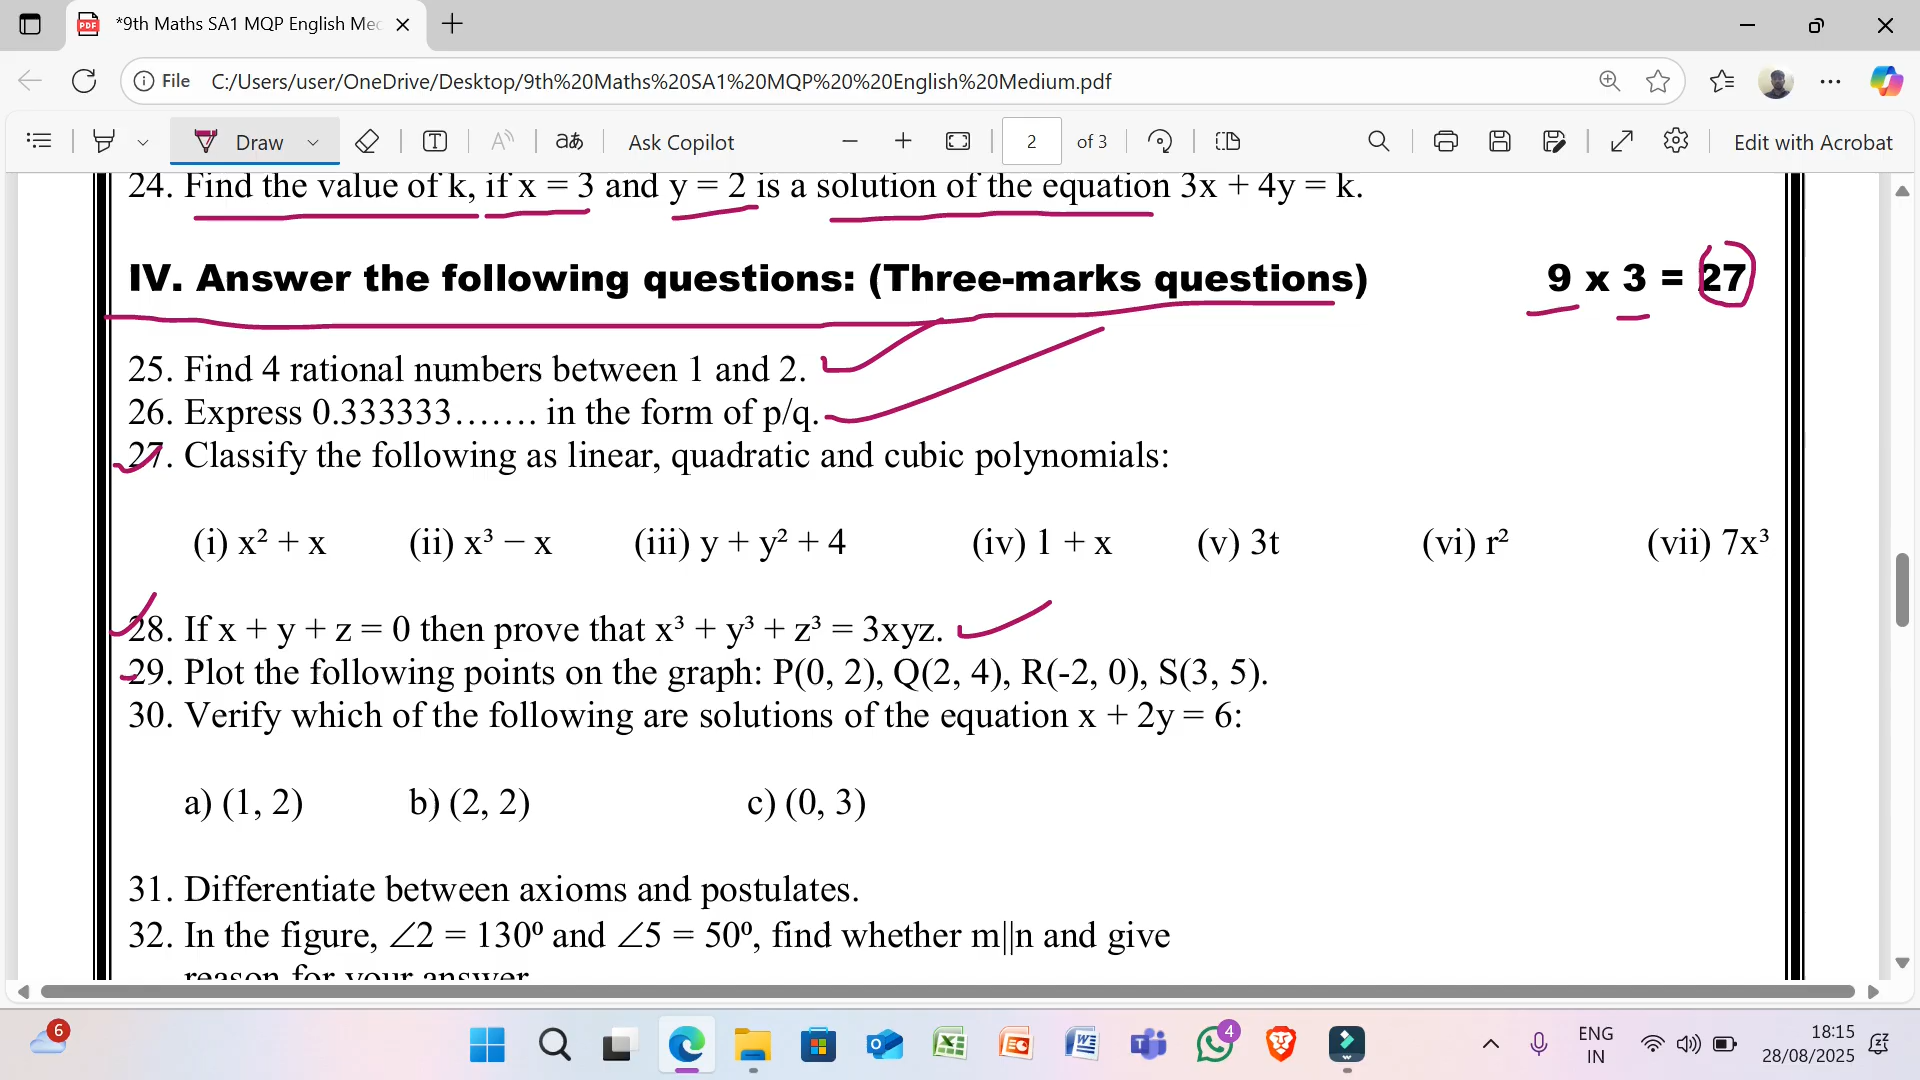 *9th Maths SA1 MQP English Med
File C:/Users/user/OneDrive/Desktop/9th%20Maths%20SA1%20MQP%20%20English%20Medium.pdf
Draw Ask Copilot 2 of 3 Edit with Acrobat
24. Find the value of k, if x = 3 and y = 2 is a solution of the equation 3x + 4y = k.
IV. Answer the following questions: (Three-marks questions) 9 x 3 = 27
25. Find 4 rational numbers between 1 and 2.
26. Express 0.333333……. in the form of p/q.
27. Classify the following as linear, quadratic and cubic polynomials:
(i) x² + x (ii) x³ − x (iii) y + y² + 4 (iv) 1 + x (v) 3t (vi) r² (vii) 7x³
28. If x + y + z = 0 then prove that x³ + y³ + z³ = 3xyz.
29. Plot the following points on the graph: P(0, 2), Q(2, 4), R(-2, 0), S(3, 5).
30. Verify which of the following are solutions of the equation x + 2y = 6:
a) (1, 2) b) (2, 2) c) (0, 3)
31. Differentiate between axioms and postulates.
32. In the figure, ∠2 = 130⁰ and ∠5 = 50⁰, find whether m||n and give
reason for your answer
6 4 ENG 18:15
IN 28/08/2025